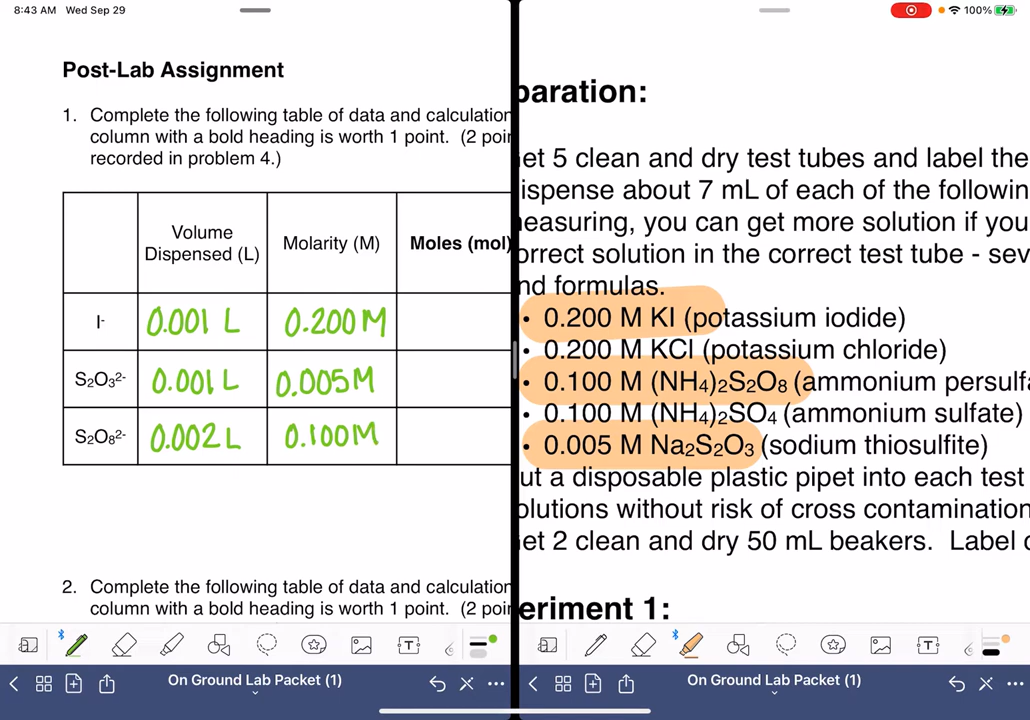 8:43 AM Wed Sep 29
100%
Post-Lab Assignment
1. Complete the following table of data and calculation
column with a bold heading is worth 1 point. (2 poin
recorded in problem 4.)
Volume Dispensed (L) Molarity (M) Moles (mol)
I- 0.001 L 0.200 M
S2O32- 0.001 L 0.005 M
S2O82- 0.002 L 0.100 M
2. Complete the following table of data and calculation
column with a bold heading is worth 1 point. (2 poin
On Ground Lab Packet (1)
paration:
et 5 clean and dry test tubes and label the
ispense about 7 mL of each of the followin
easuring, you can get more solution if you
orrect solution in the correct test tube - sev
nd formulas.
• 0.200 M KI (potassium iodide)
• 0.200 M KCl (potassium chloride)
• 0.100 M (NH4)2S2O8 (ammonium persulfa
• 0.100 M (NH4)2SO4 (ammonium sulfate)
• 0.005 M Na2S2O3 (sodium thiosulfite)
ut a disposable plastic pipet into each test
olutions without risk of cross contamination
et 2 clean and dry 50 mL beakers. Label
eriment 1:
On Ground Lab Packet (1)